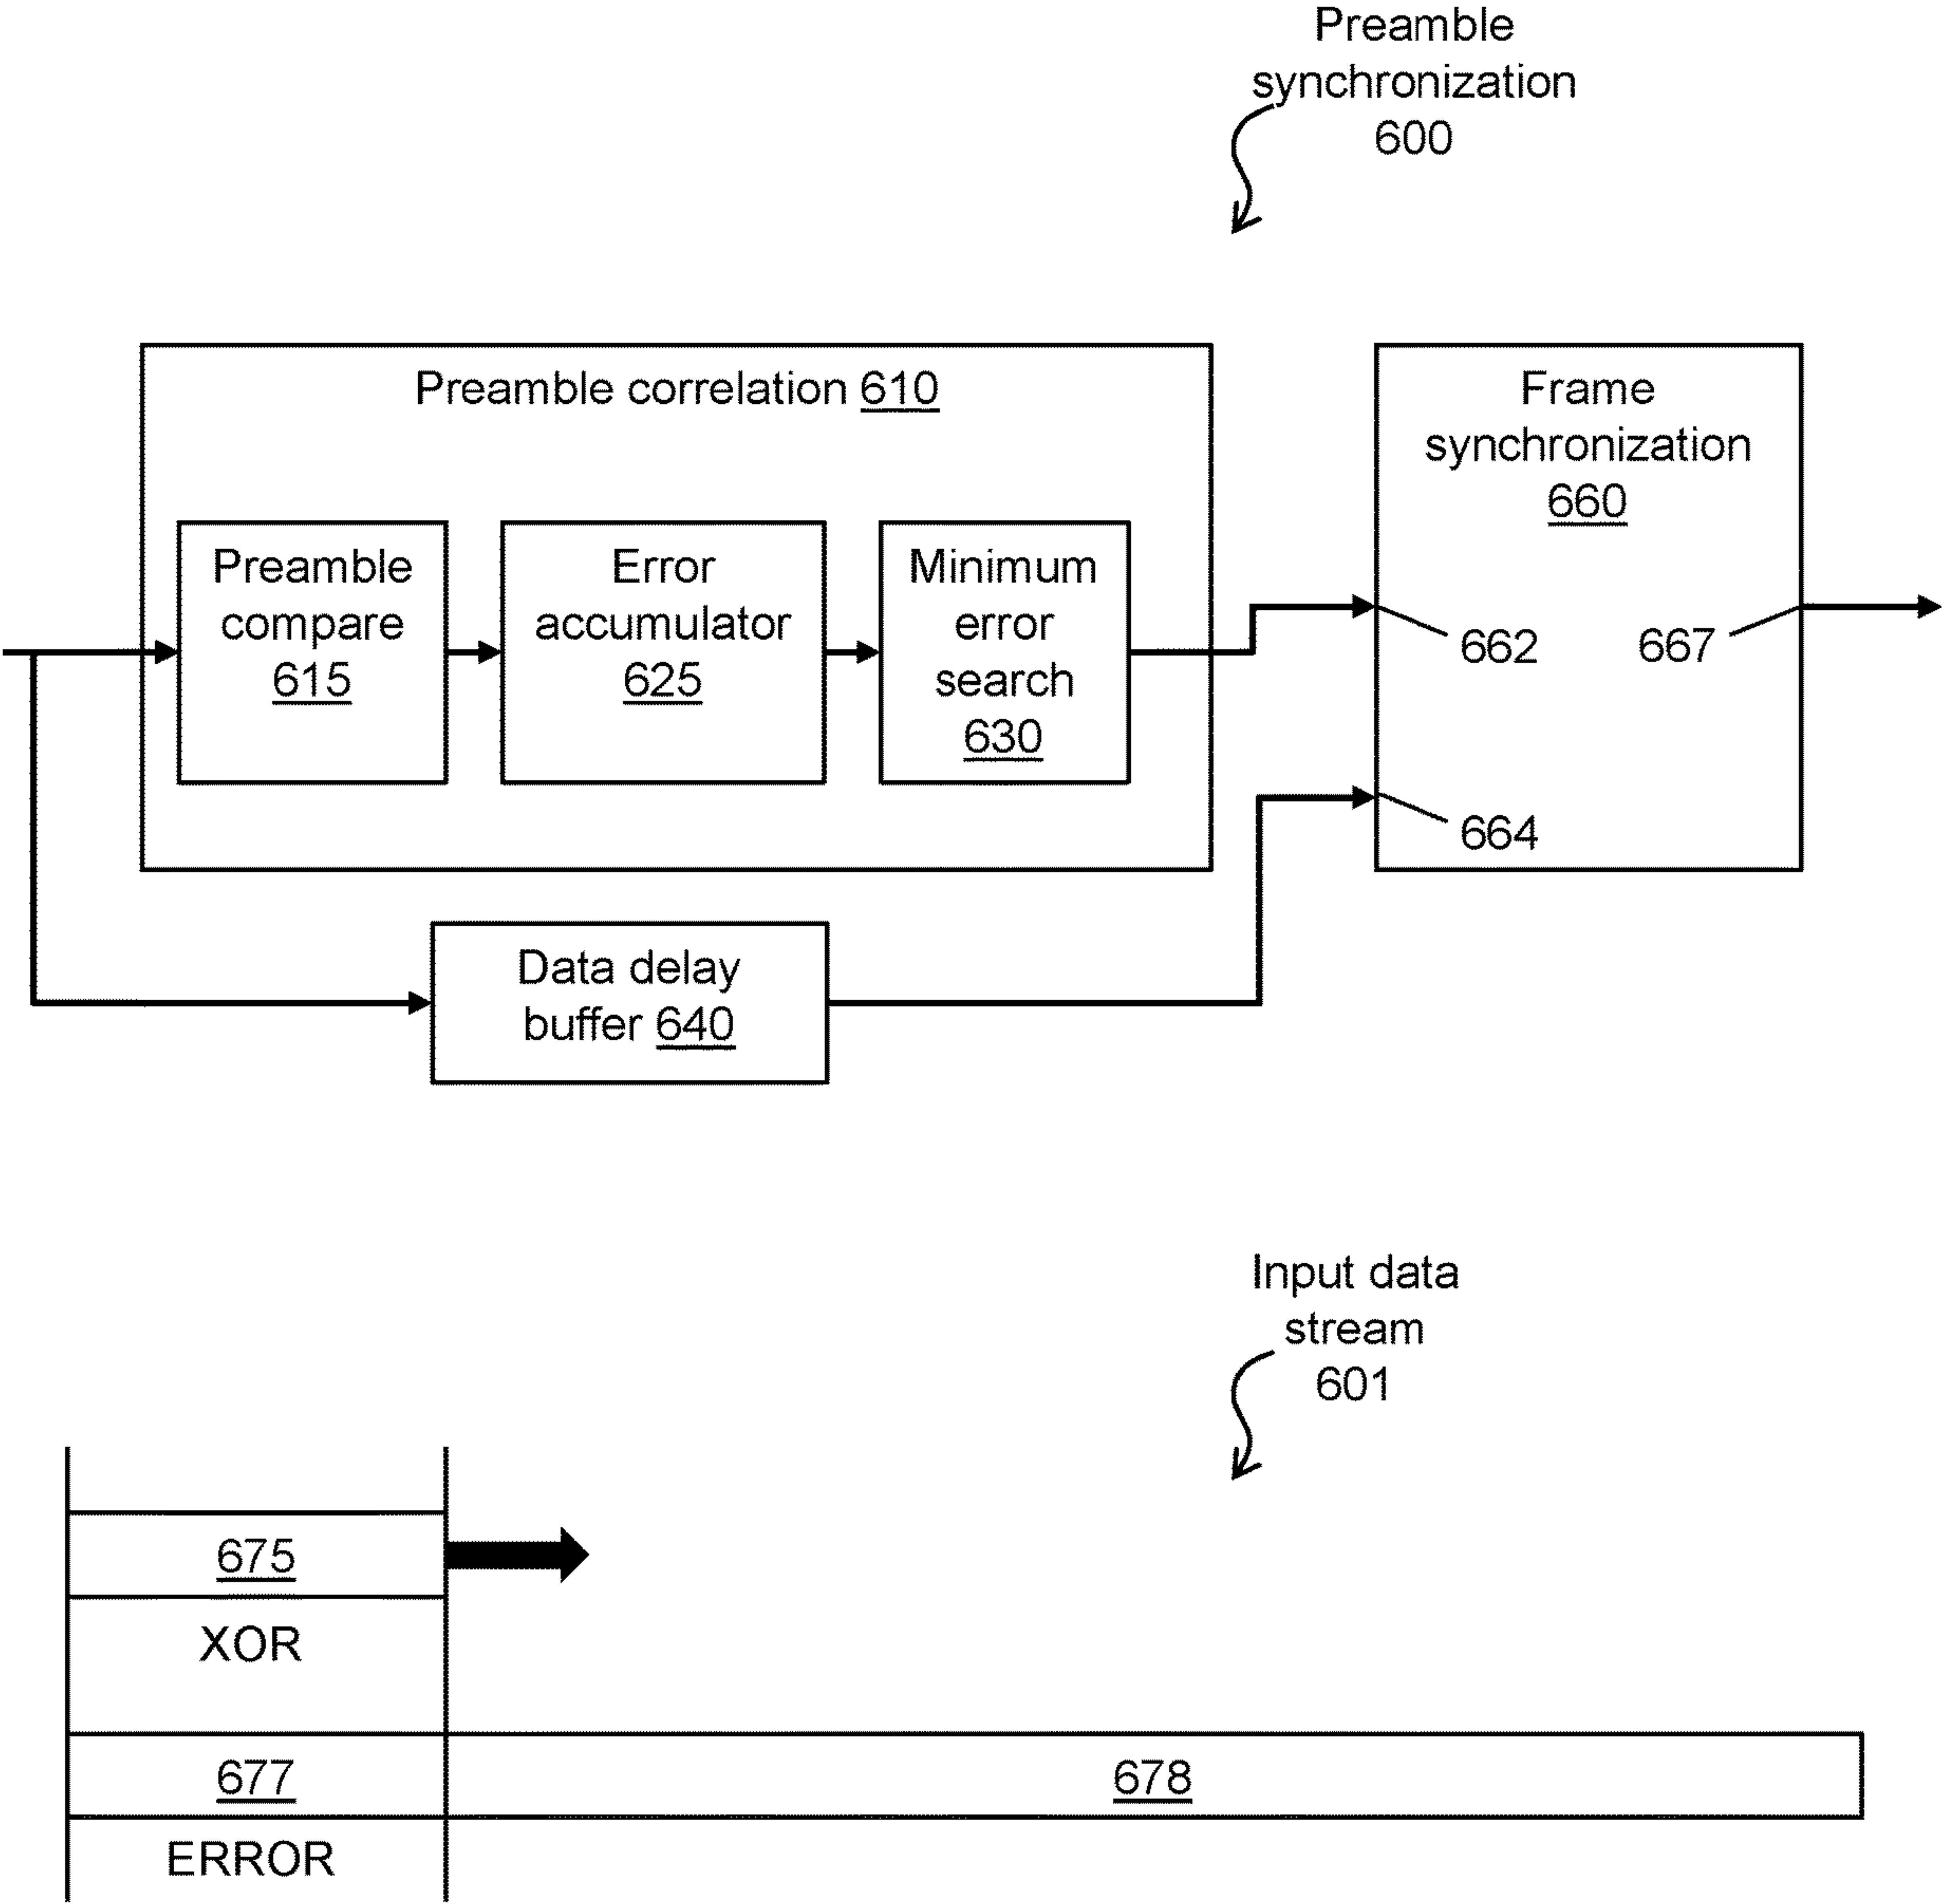 Preamble
synchronization
600
Preamble correlation 610
Frame
synchronization
660
Preamble
compare
615
Error
accumulator
625
Minimum
error
search
630
662
667
664
Data delay
buffer 640
Input data
stream
601
675
XOR
677
678
ERROR